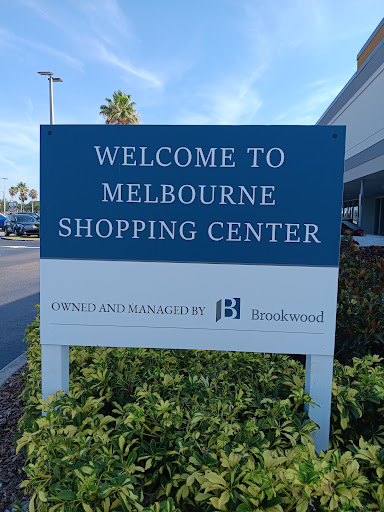 WELCOME TO
MELBOURNE
SHOPPING CENTER
OWNED AND MANAGED BY B Brookwood